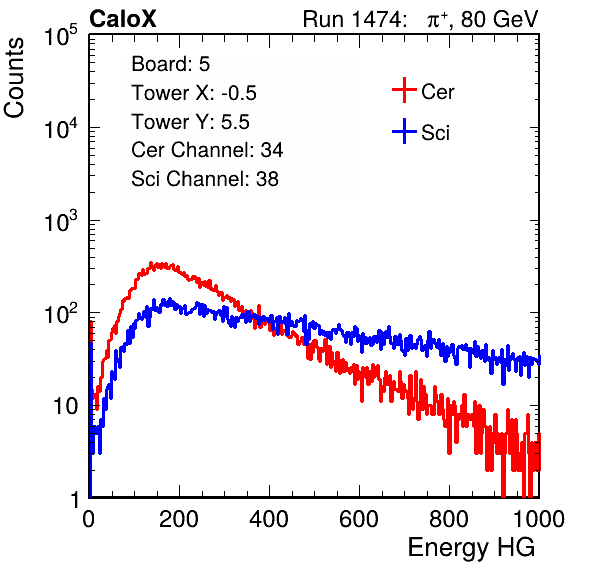 CaloX Run 1474: π⁺, 80 GeV
Counts
10⁵
10⁴
10³
10²
10
1
Board: 5
Tower X: -0.5
Tower Y: 5.5
Cer Channel: 34
Sci Channel: 38
Cer
Sci
0 200 400 600 800 1000
Energy HG